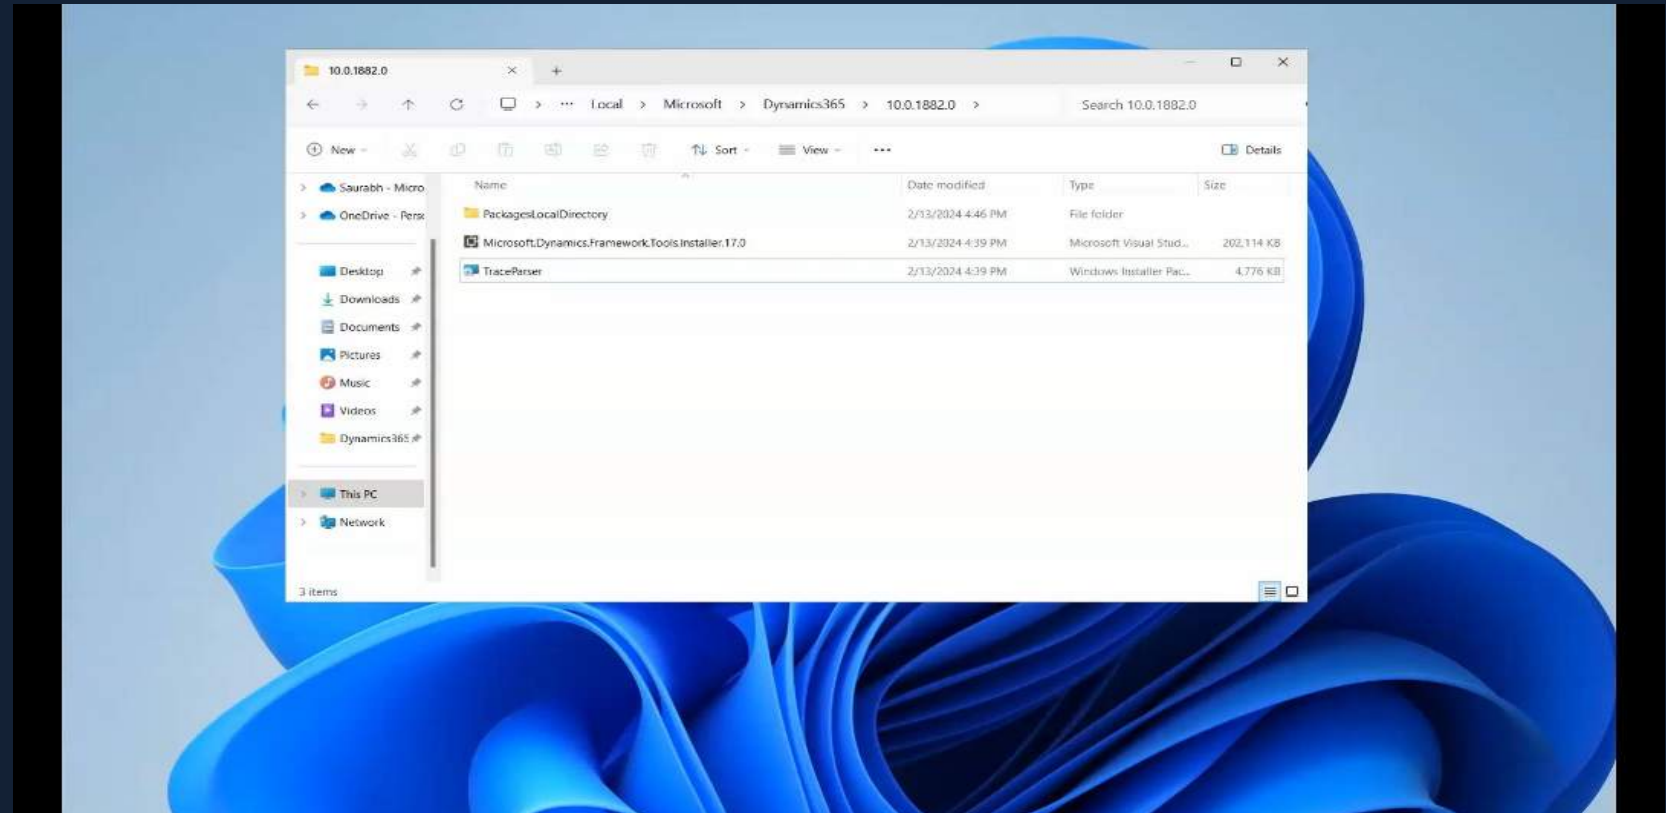 10.0.1882.0
Local > Microsoft > Dynamics365 > 10.0.1882.0 >
Search 10.0.1882.0
New
Sort
View
Details
Saurabh - Micro
OneDrive - Perso
Desktop
Downloads
Documents
Pictures
Music
Videos
Dynamics365
This PC
Network
Name Date modified Type Size
PackagesLocalDirectory 2/13/2024 4:46 PM File folder
Microsoft.Dynamics.Framework.Tools.Installer.17.0 2/13/2024 4:39 PM Microsoft Visual Stud... 202,114 KB
TraceParser 2/13/2024 4:39 PM Windows Installer Pac... 4,776 KB
3 items